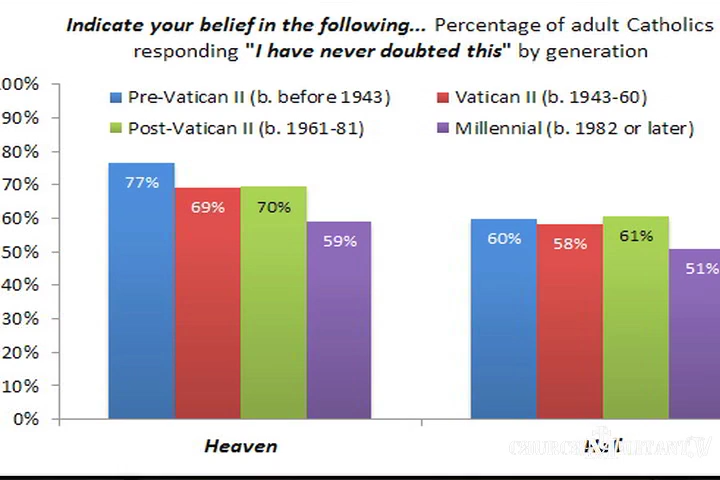 Indicate your belief in the following... Percentage of adult Catholics
responding "I have never doubted this" by generation
00%
90%
80%
70%
60%
50%
40%
30%
20%
10%
0%
Pre-Vatican II (b. before 1943)
Vatican II (b. 1943-60)
Post-Vatican II (b. 1961-81)
Millennial (b. 1982 or later)
77%
69%
70%
59%
60%
58%
61%
51%
Heaven
Hell